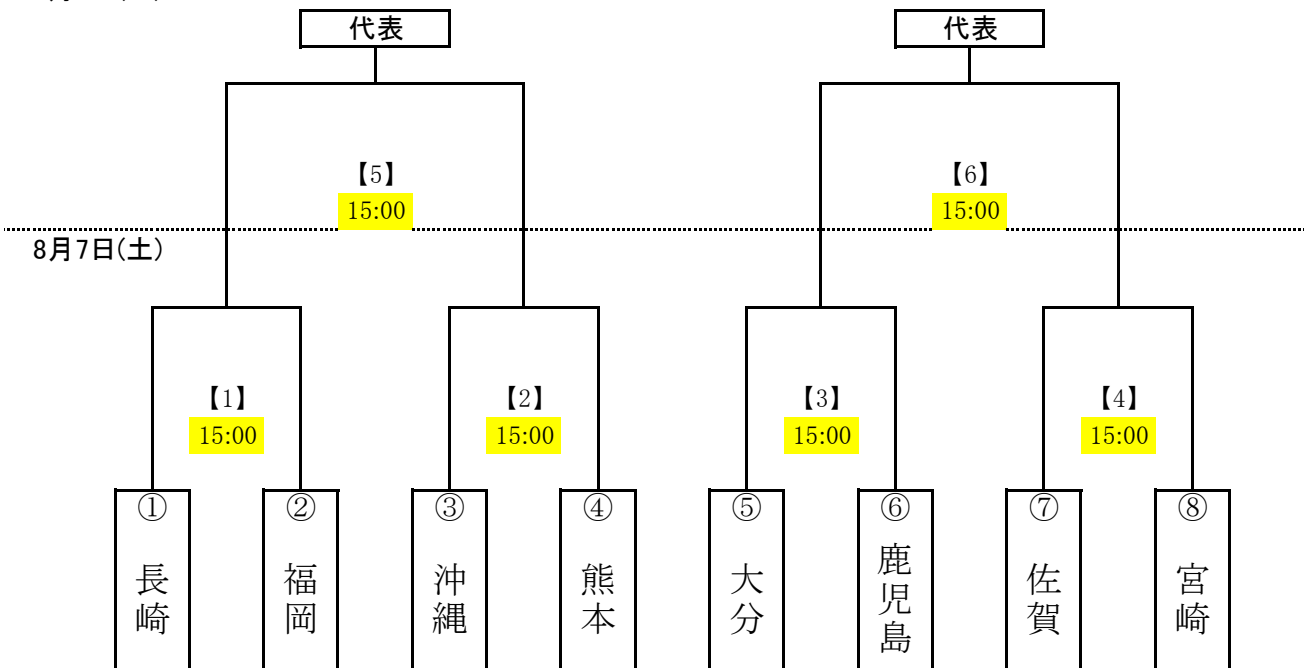 代表 代表
【5】 【6】
15:00 15:00
8月7日(土)
【1】 【2】 【3】 【4】
15:00 15:00 15:00 15:00
① ② ③ ④ ⑤ ⑥ ⑦ ⑧
長崎 福岡 沖縄 熊本 大分 鹿児島 佐賀 宮崎